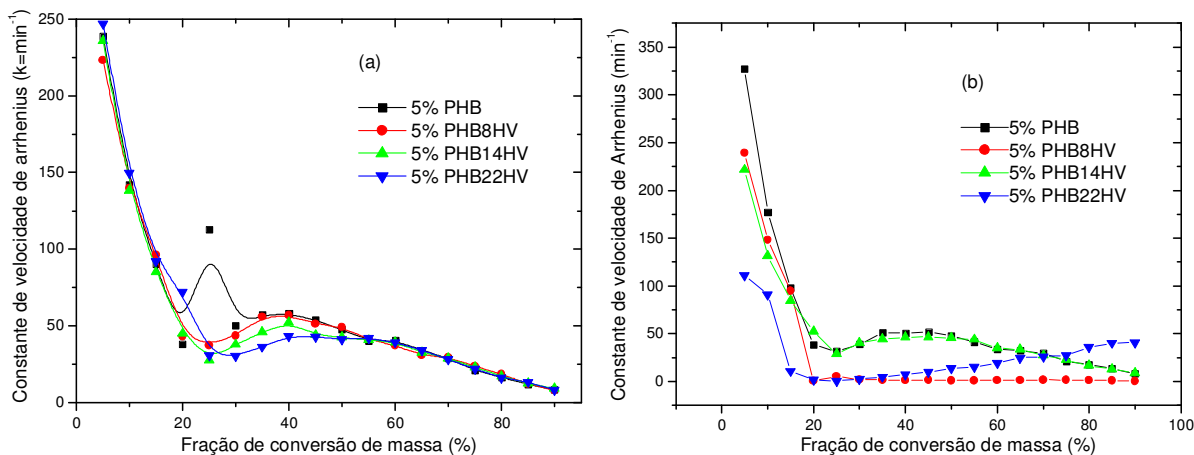 (a)
5% PHB
5% PHB8HV
5% PHB14HV
5% PHB22HV
Constante de velocidade de arrhenius (k=min⁻¹)
250
200
150
100
50
0
0 20 40 60 80 100
Fração de conversão de massa (%)
(b)
5% PHB
5% PHB8HV
5% PHB14HV
5% PHB22HV
Constante de velocidade de Arrhenius (min⁻¹)
350
300
250
200
150
100
50
0
0 20 40 60 80 100
Fração de conversão de massa (%)